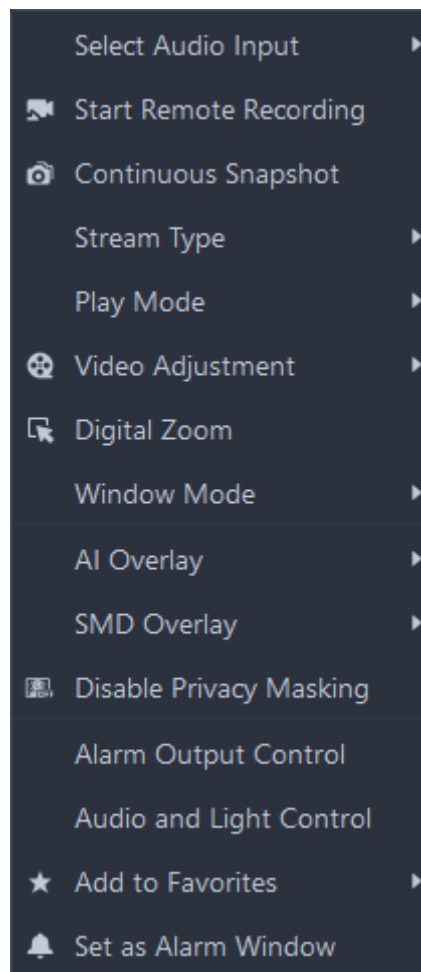 Select Audio Input
Start Remote Recording
Continuous Snapshot
Stream Type
Play Mode
Video Adjustment
Digital Zoom
Window Mode
AI Overlay
SMD Overlay
Disable Privacy Masking
Alarm Output Control
Audio and Light Control
Add to Favorites
Set as Alarm Window